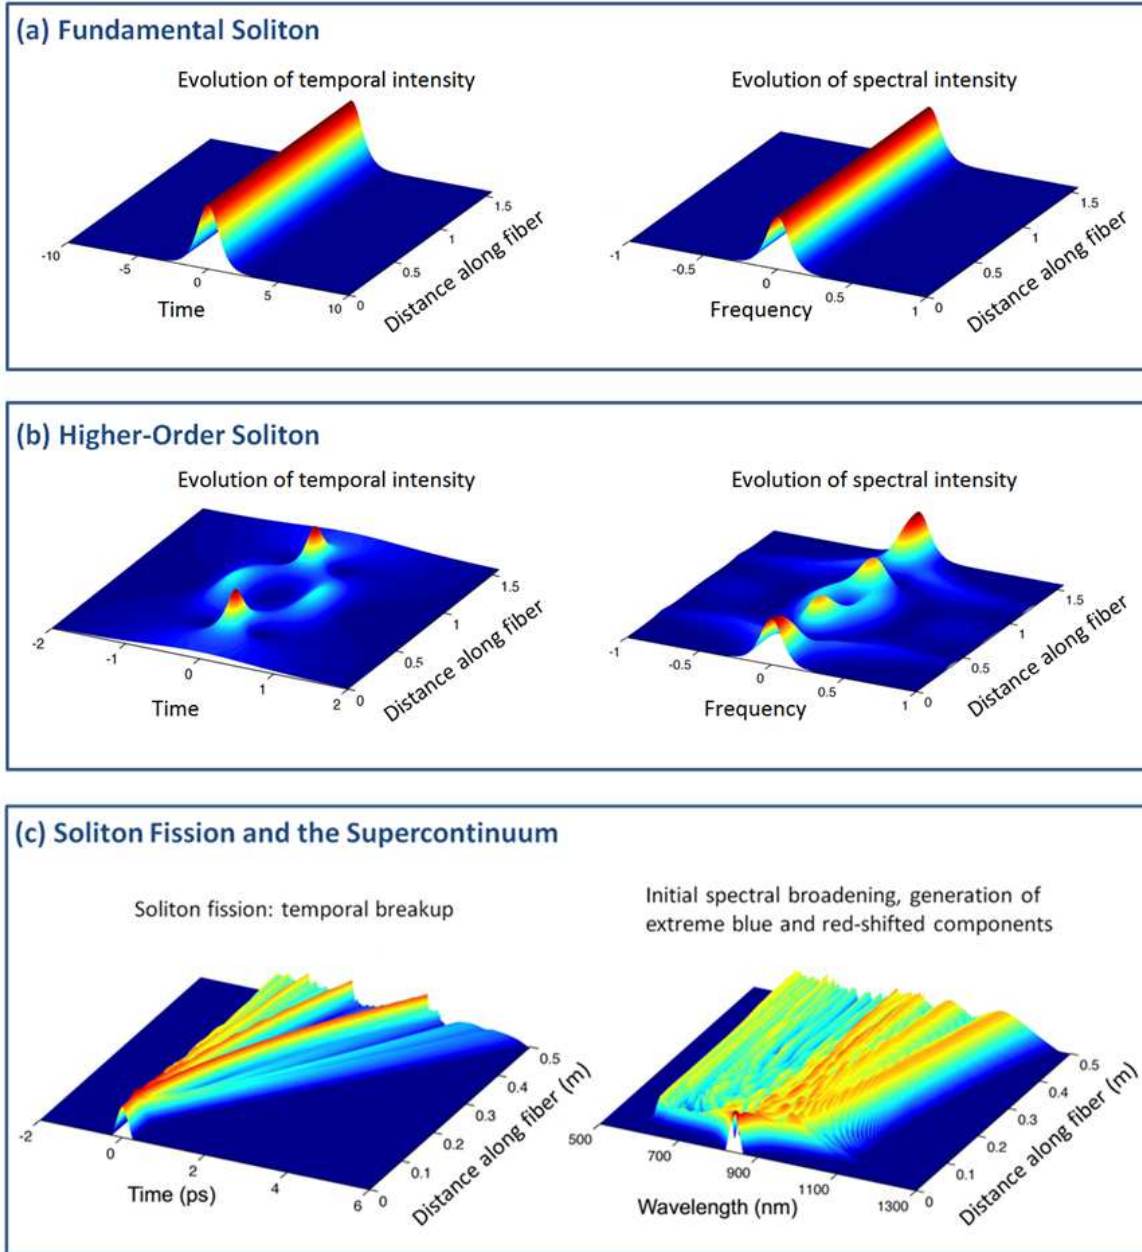 (a) Fundamental Soliton
Evolution of temporal intensity
Evolution of spectral intensity
-10
-5
0
5
10
Time
0
0.5
1
1.5
Distance along fiber
-1
-0.5
0
0.5
1
Frequency
0
0.5
1
1.5
Distance along fiber
(b) Higher-Order Soliton
Evolution of temporal intensity
Evolution of spectral intensity
-2
-1
0
1
2
Time
0
0.5
1
1.5
Distance along fiber
-1
-0.5
0
0.5
1
Frequency
0
0.5
1
1.5
Distance along fiber
(c) Soliton Fission and the Supercontinuum
Soliton fission: temporal breakup
Initial spectral broadening, generation of
extreme blue and red-shifted components
-2
0
2
4
6
Time (ps)
0
0.1
0.2
0.3
0.4
0.5
Distance along fiber (m)
500
700
900
1100
1300
Wavelength (nm)
0
0.1
0.2
0.3
0.4
0.5
Distance along fiber (m)